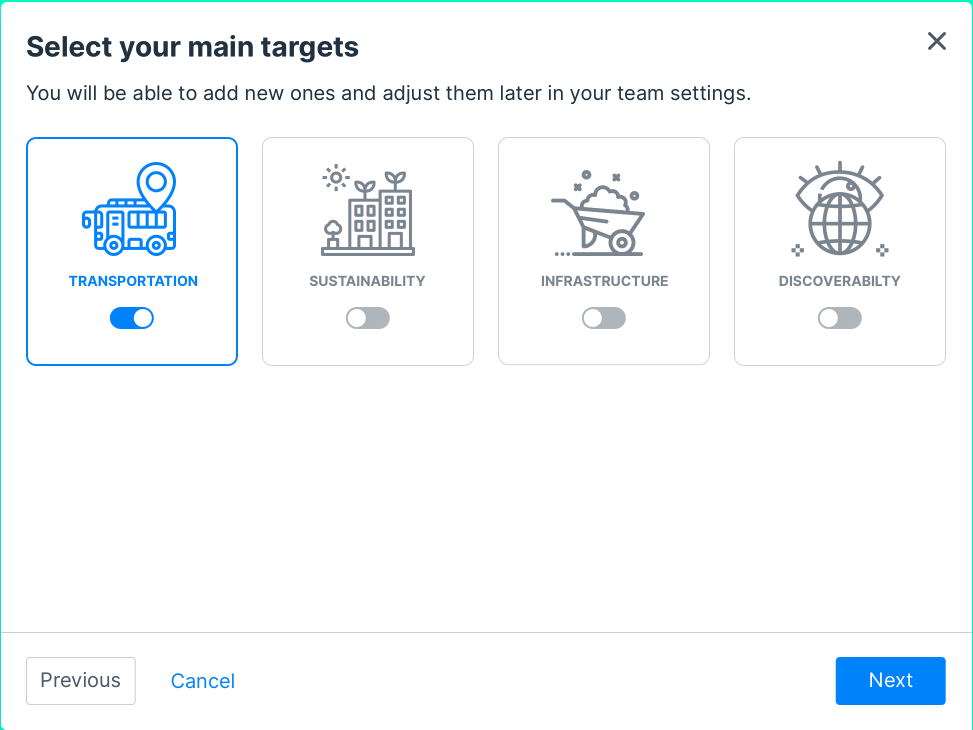 Select your main targets
You will be able to add new ones and adjust them later in your team settings.
TRANSPORTATION
SUSTAINABILITY
INFRASTRUCTURE
DISCOVERABILTY
Previous
Cancel
Next